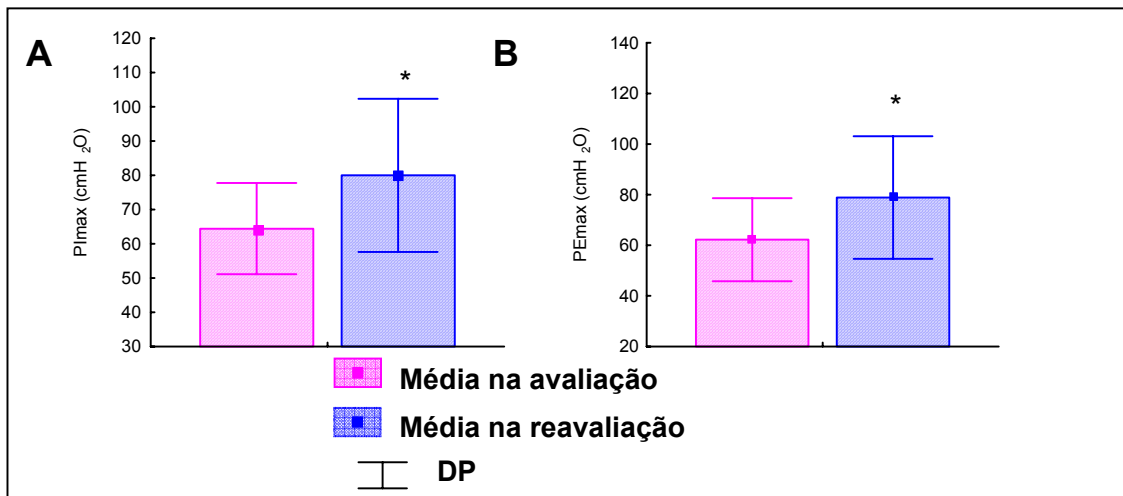 A
PImax (cmH 2O)
120
110
100
90
80
70
60
50
40
30
*
B
PEmax (cmH 2O)
140
120
100
80
60
40
20
*
Média na avaliação
Média na reavaliação
DP